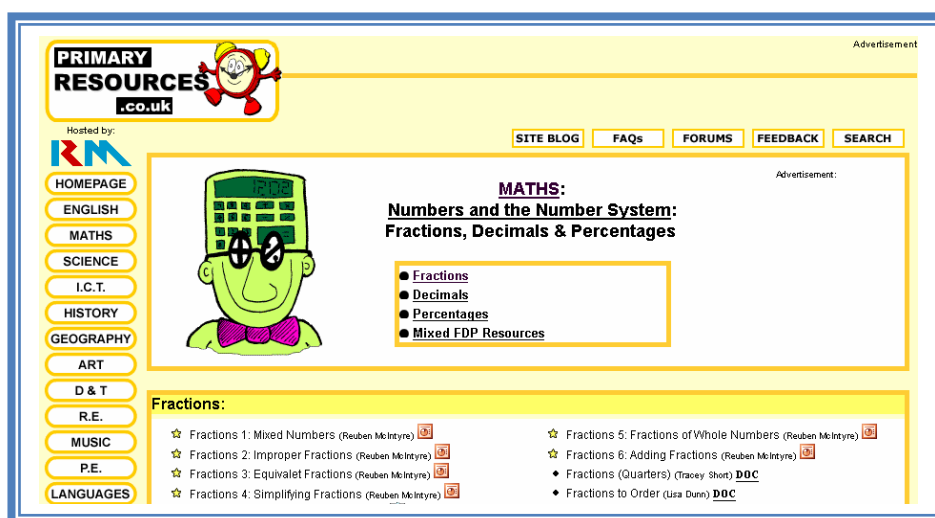 Advertisement
PRIMARY
RESOURCES
.co.uk
Hosted by:
RM
SITE BLOG
FAQs
FORUMS
FEEDBACK
SEARCH
HOMEPAGE
ENGLISH
MATHS
SCIENCE
I.C.T.
HISTORY
GEOGRAPHY
ART
D & T
R.E.
MUSIC
P.E.
LANGUAGES
1202
Advertisement:
MATHS:
Numbers and the Number System:
Fractions, Decimals & Percentages
Fractions
Decimals
Percentages
Mixed FDP Resources
Fractions:
Fractions 1: Mixed Numbers (Reuben McIntyre)
Fractions 2: Improper Fractions (Reuben McIntyre)
Fractions 3: Equivalet Fractions (Reuben McIntyre)
Fractions 4: Simplifying Fractions (Reuben McIntyre)
Fractions 5: Fractions of Whole Numbers (Reuben McIntyre)
Fractions 6: Adding Fractions (Reuben McIntyre)
Fractions (Quarters) (Tracey Short) DOC
Fractions to Order (Lisa Dunn) DOC